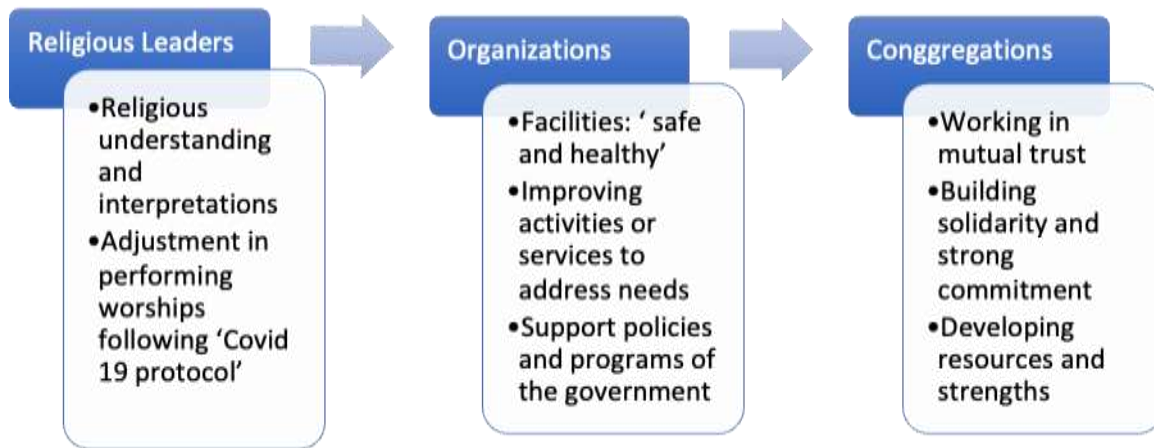 Religious Leaders
•Religious
understanding
and
interpretations
•Adjustment in
performing
worships
following ‘Covid
19 protocol’
Organizations
•Facilities: ‘ safe
and healthy’
•Improving
activities or
services to
address needs
•Support policies
and programs of
the government
Conggregations
•Working in
mutual trust
•Building
solidarity and
strong
commitment
•Developing
resources and
strengths